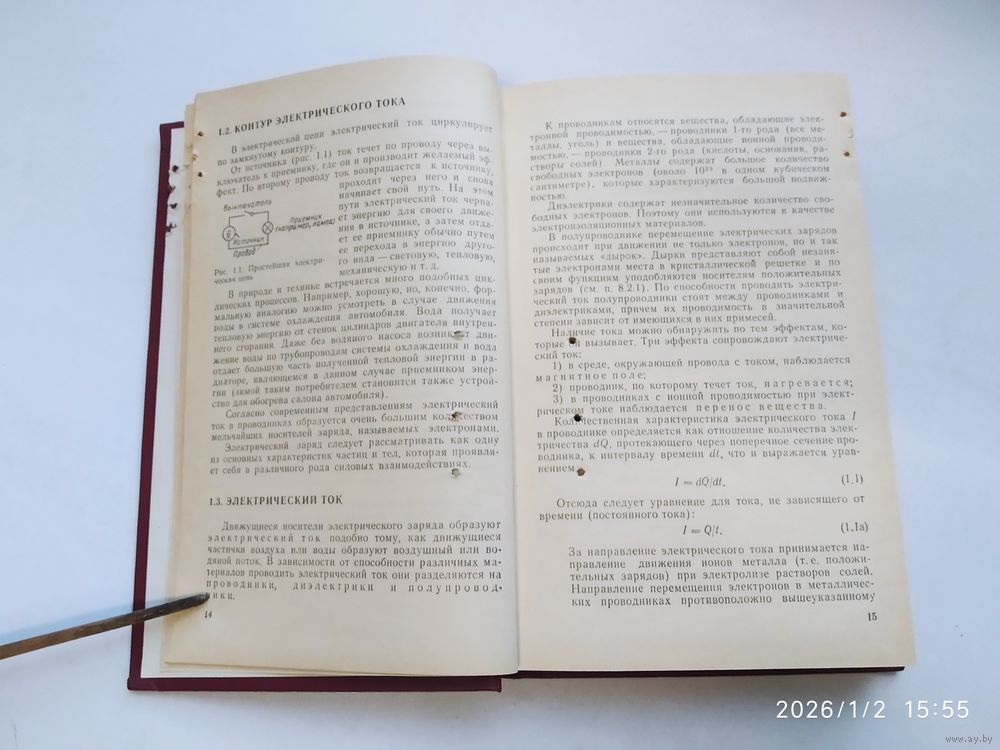 1.2. КОНТУР ЭЛЕКТРИЧЕСКОГО ТОКА
В электрической цепи электрический ток циркулирует
по замкнутому контуру.
От источника (рис. 1.1) ток течет по проводу через вы-
ключатель к приемнику, где он и производит желаемый эф-
фект. По второму проводу ток возвращается к источнику,
проходит через него и снова
начинает свой путь. На этом
пути электрический ток черпа-
ет энергию для своего движе-
ния в источнике, а затем отда-
ет ее приемнику обычно путем
ее перехода в энергию друго-
го вида — световую, тепловую,
механическую и т. д.
Выключатель
Приемник
(например, лампа)
Источник
Провод
Рис. 1.1. Простейшая электри-
ческая цепь
В природе и технике встречается много подобных цик-
лических процессов. Например, хорошую, но, конечно, фор-
мальную аналогию можно усмотреть в случае движения
воды в системе охлаждения автомобиля. Вода получает
тепловую энергию от стенок цилиндров двигателя внутрен-
него сгорания. Даже без водяного насоса возникает дви-
жение воды по трубопроводам системы охлаждения и вода
отдает большую часть полученной тепловой энергии в ра-
диаторе, являющемся в данном случае приемником энер-
гии (зимой таким потребителем становятся также устрой-
ство для обогрева салона автомобиля).
Согласно современным представлениям электрический
ток в проводниках образуется очень большим количеством
мельчайших носителей заряда, называемых электронами.
Электрический заряд следует рассматривать как одну
из основных характеристик частиц и тел, которая проявля-
ет себя в различного рода силовых взаимодействиях.
1.3. ЭЛЕКТРИЧЕСКИЙ ТОК
Движущиеся носители электрического заряда образуют
электрический ток подобно тому, как движущиеся
частички воздуха или воды образуют воздушный или во-
дяной поток. В зависимости от способности различных ма-
териалов проводить электрический ток они разделяются на
проводники, диэлектрики и полупровод-
ники.
14
К проводникам относятся вещества, обладающие элек-
тронной проводимостью, — проводники 1-го рода (все ме-
таллы, уголь) и вещества, обладающие ионной проводи-
мостью, — проводники 2-го рода (кислоты, основания, ра-
створы солей). Металлы содержат большое количество
свободных электронов (около 10²³ в одном кубическом
сантиметре), которые характеризуются большой подвиж-
ностью.
Диэлектрики содержат незначительное количество сво-
бодных электронов. Поэтому они используются в качестве
электроизоляционных материалов.
В полупроводнике перемещение электрических зарядов
происходит при движении не только электронов, но и так
называемых «дырок». Дырки представляют собой незаня-
тые электронами места в кристаллической решетке и по
своим функциям уподобляются носителям положительных
зарядов (см. п. 8.2.1). По способности проводить электри-
ческий ток полупроводники стоят между проводниками и
диэлектриками, причем их проводимость в значительной
степени зависит от имеющихся в них примесей.
Наличие тока можно обнаружить по тем эффектам, ко-
торые он вызывает. Три эффекта сопровождают электриче-
ский ток:
1) в среде, окружающей провода с током, наблюдается
магнитное поле;
2) проводник, по которому течет ток, нагревается;
3) в проводниках с ионной проводимостью при элект-
рическом токе наблюдается перенос вещества.
Количественная характеристика электрического тока I
в проводнике определяется как отношение количества элек-
тричества dQ, протекающего через поперечное сечение про-
водника, к интервалу времени dt, что и выражается урав-
нением
I = dQ/dt. (1.1)
Отсюда следует уравнение для тока, не зависящего от
времени (постоянного тока):
I = Q/t. (1.1а)
За направление электрического тока принимается на-
правление движения ионов металла (т. е. положи-
тельных зарядов) при электролизе растворов солей.
Направление перемещения электронов в металличес-
ких проводниках противоположно вышеуказанному
15
2026/1/2 15:55
www.ay.by